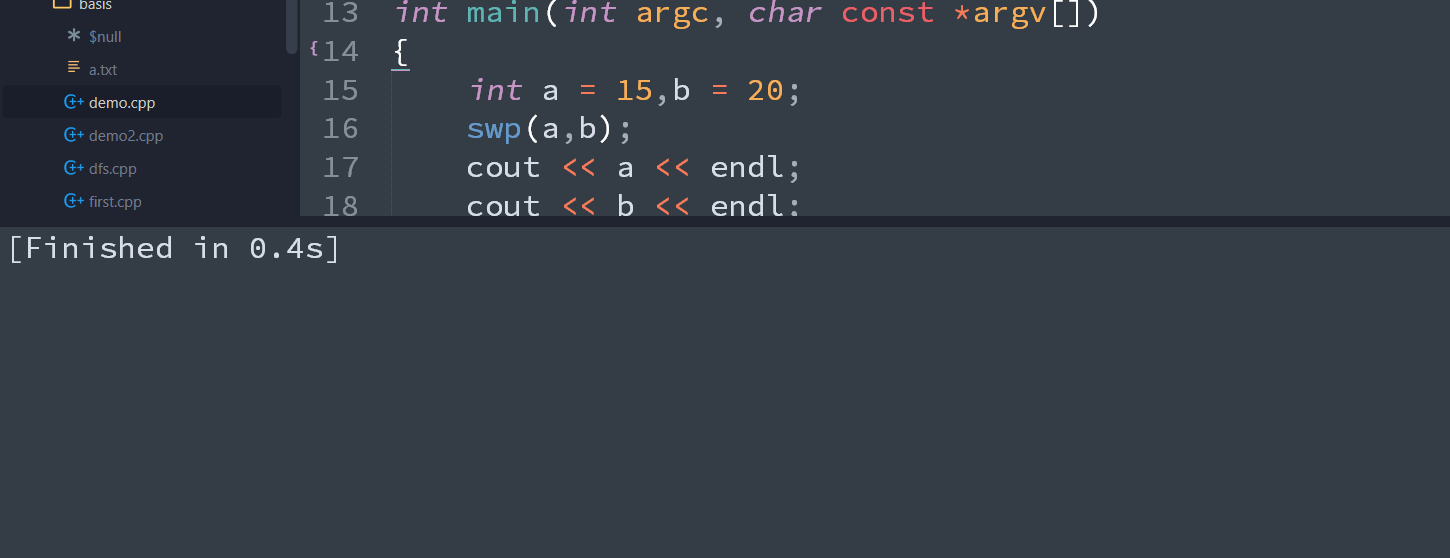 basis
$null
a.txt
demo.cpp
demo2.cpp
dfs.cpp
first.cpp
13 int main(int argc, char const *argv[])
{14 {
15 int a = 15,b = 20;
16 swp(a,b);
17 cout << a << endl;
18 cout << b << endl;
[Finished in 0.4s]